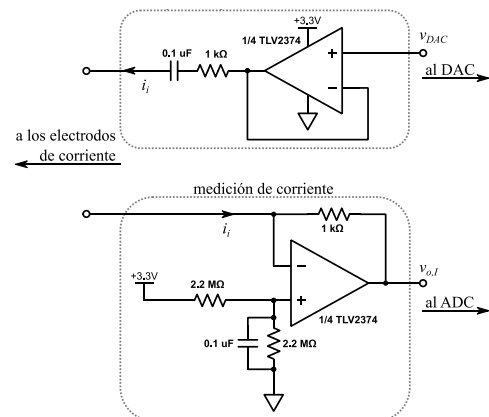 +3.3V
1/4 TLV2374
0.1 uF
1 kΩ
+
−
v_DAC
al DAC
i_i
a los electrodos
de corriente
medición de corriente
i_i
1 kΩ
+3.3V
2.2 MΩ
−
+
v_o,I
al ADC
1/4 TLV2374
0.1 uF
2.2 MΩ